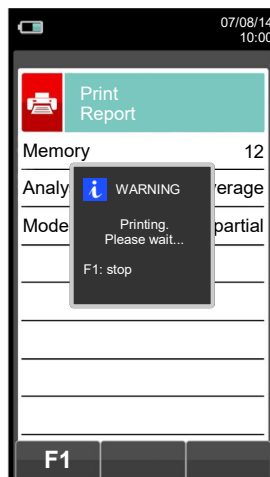 07/08/14
10:00
Print
Report
Memory 12
Analy verage
Mode partial
i WARNING
Printing.
Please wait...
F1: stop
F1